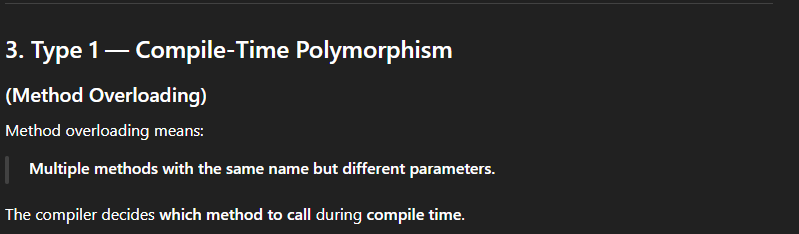 3. Type 1 — Compile-Time Polymorphism
(Method Overloading)
Method overloading means:
Multiple methods with the same name but different parameters.
The compiler decides which method to call during compile time.